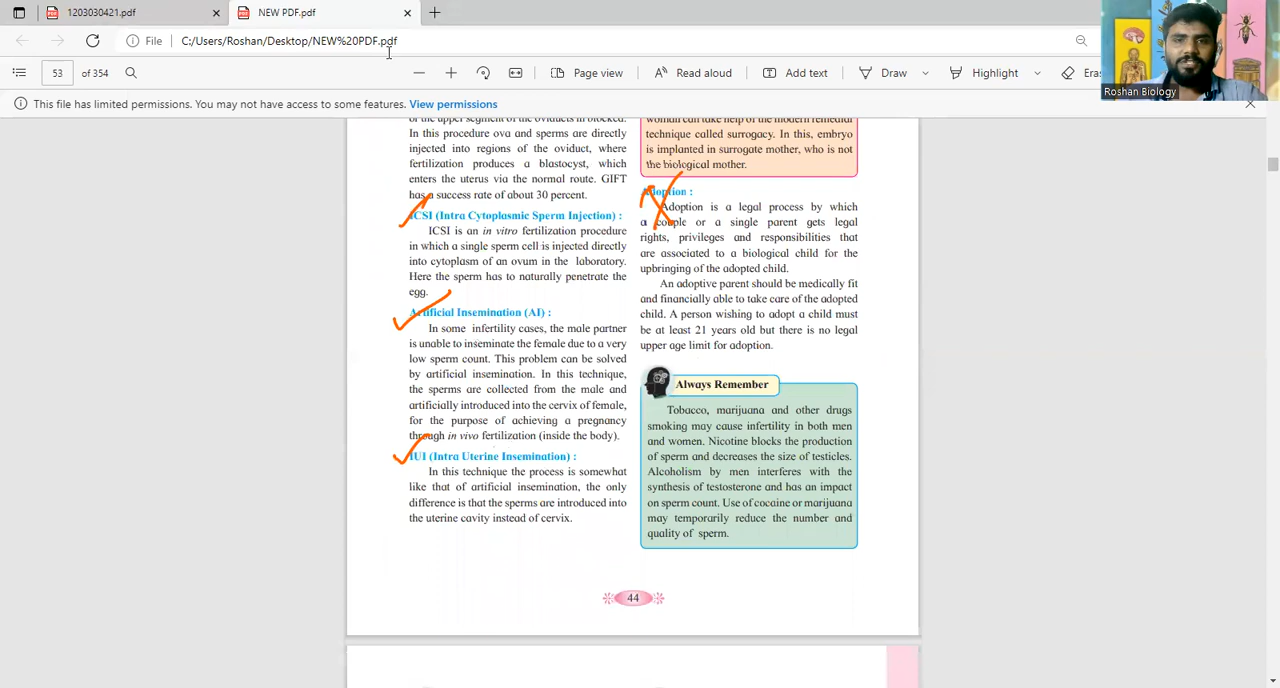 1203030421.pdf
NEW PDF.pdf
File
C:/Users/Roshan/Desktop/NEW%20PDF.pdf
53
of 354
Page view
Read aloud
Add text
Draw
Highlight
Roshan Biology
This file has limited permissions. You may not have access to some features. View permissions
of the upper segment of the oviducts in blocked.
In this procedure ova and sperms are directly
injected into regions of the oviduct, where
fertilization produces a blastocyst, which
enters the uterus via the normal route. GIFT
has a success rate of about 30 percent.
ICSI (Intra Cytoplasmic Sperm Injection) :
ICSI is an in vitro fertilization procedure
in which a single sperm cell is injected directly
into cytoplasm of an ovum in the laboratory.
Here the sperm has to naturally penetrate the
egg.
Artificial Insemination (AI) :
In some infertility cases, the male partner
is unable to inseminate the female due to a very
low sperm count. This problem can be solved
by artificial insemination. In this technique,
the sperms are collected from the male and
artificially introduced into the cervix of female,
for the purpose of achieving a pregnancy
through in vivo fertilization (inside the body).
IUI (Intra Uterine Insemination) :
In this technique the process is somewhat
like that of artificial insemination, the only
difference is that the sperms are introduced into
the uterine cavity instead of cervix.
woman can take help of the modern remedial
technique called surrogacy. In this, embryo
is implanted in surrogate mother, who is not
the biological mother.
Adoption :
Adoption is a legal process by which
a couple or a single parent gets legal
rights, privileges and responsibilities that
are associated to a biological child for the
upbringing of the adopted child.
An adoptive parent should be medically fit
and financially able to take care of the adopted
child. A person wishing to adopt a child must
be at least 21 years old but there is no legal
upper age limit for adoption.
Always Remember
Tobacco, marijuana and other drugs
smoking may cause infertility in both men
and women. Nicotine blocks the production
of sperm and decreases the size of testicles.
Alcoholism by men interferes with the
synthesis of testosterone and has an impact
on sperm count. Use of cocaine or marijuana
may temporarily reduce the number and
quality of sperm.
44